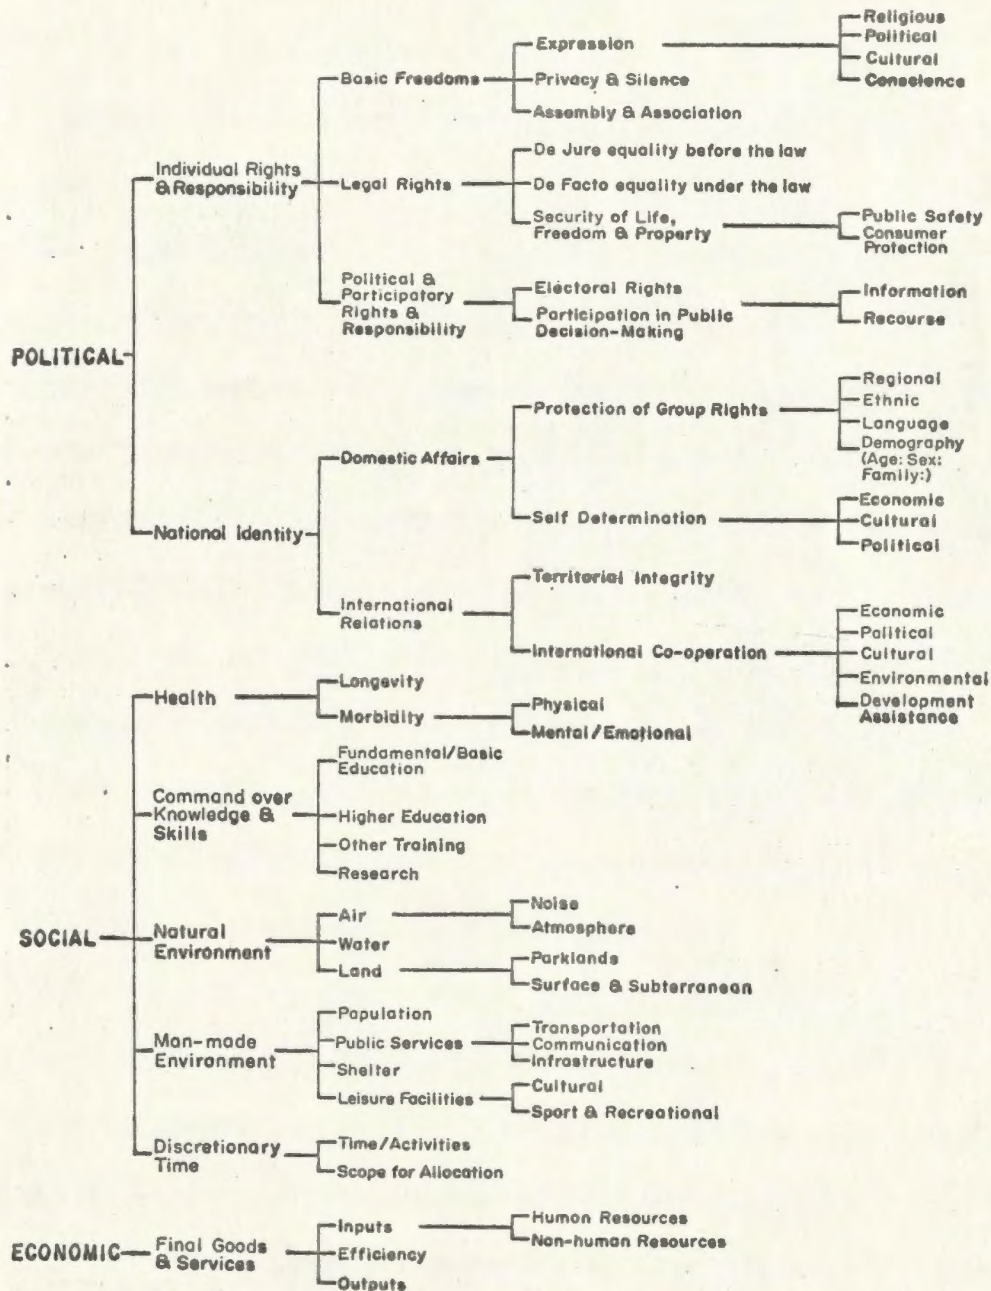 Religious
Political
Cultural
Conscience
Expression
Basic Freedoms
Privacy & Silence
Assembly & Association
Individual Rights
& Responsibility
De Jure equality before the law
Legal Rights
De Facto equality under the law
Security of Life,
Freedom & Property
Public Safety
Consumer
Protection
Political &
Participatory
Rights &
Responsibility
Electoral Rights
Participation in Public
Decision-Making
Information
Recourse
POLITICAL
Regional
Ethnic
Language
Demography
(Age: Sex:
Family:)
Protection of Group Rights
Domestic Affairs
Economic
Cultural
Political
Self Determination
National Identity
Territorial Integrity
International
Relations
International Co-operation
Economic
Political
Cultural
Environmental
Development
Assistance
Health
Longevity
Morbidity
Physical
Mental/Emotional
Fundamental/Basic
Education
Command over
Knowledge &
Skills
Higher Education
Other Training
Research
SOCIAL
Natural
Environment
Air
Noise
Atmosphere
Water
Land
Parklands
Surface & Subterranean
Man-made
Environment
Population
Public Services
Transportation
Communication
Infrastructure
Shelter
Leisure Facilities
Cultural
Sport & Recreational
Discretionary
Time
Time/Activities
Scope for Allocation
ECONOMIC
Final Goods
& Services
Inputs
Human Resources
Non-human Resources
Efficiency
Outputs